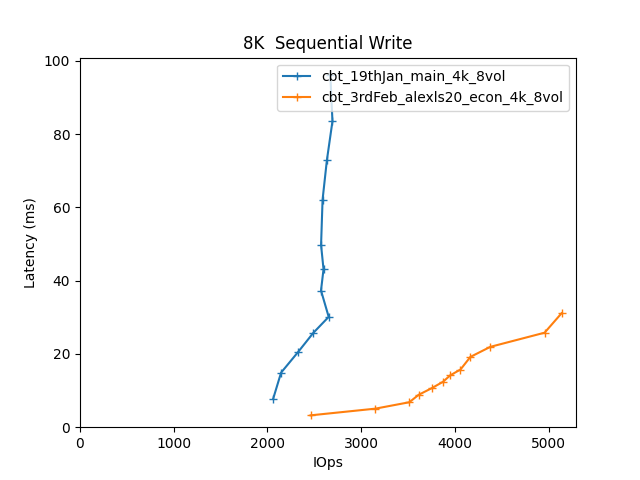 8K  Sequential Write
cbt_19thJan_main_4k_8vol
cbt_3rdFeb_alexls20_econ_4k_8vol
100
80
60
40
20
0
Latency (ms)
0 1000 2000 3000 4000 5000
IOps